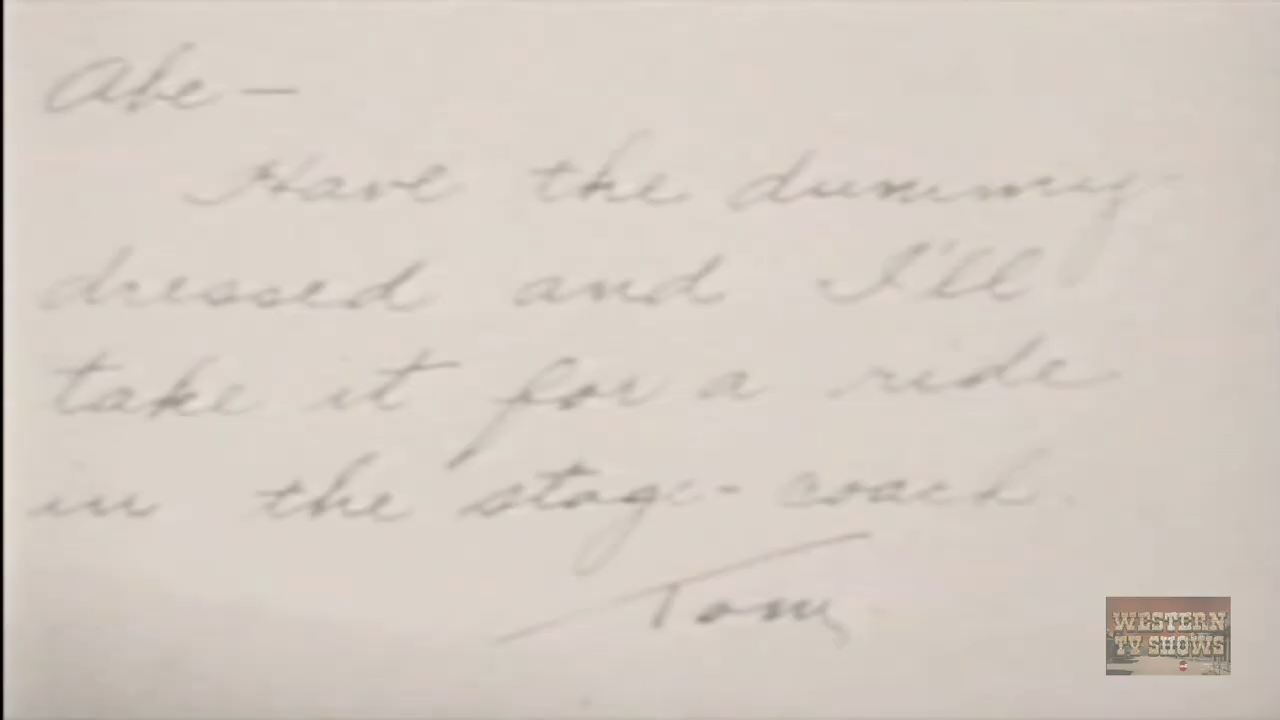 Abe —
Have the dummy
dressed and I'll
take it for a ride
in the stage-coach.
Tom
WESTERN
TV SHOWS